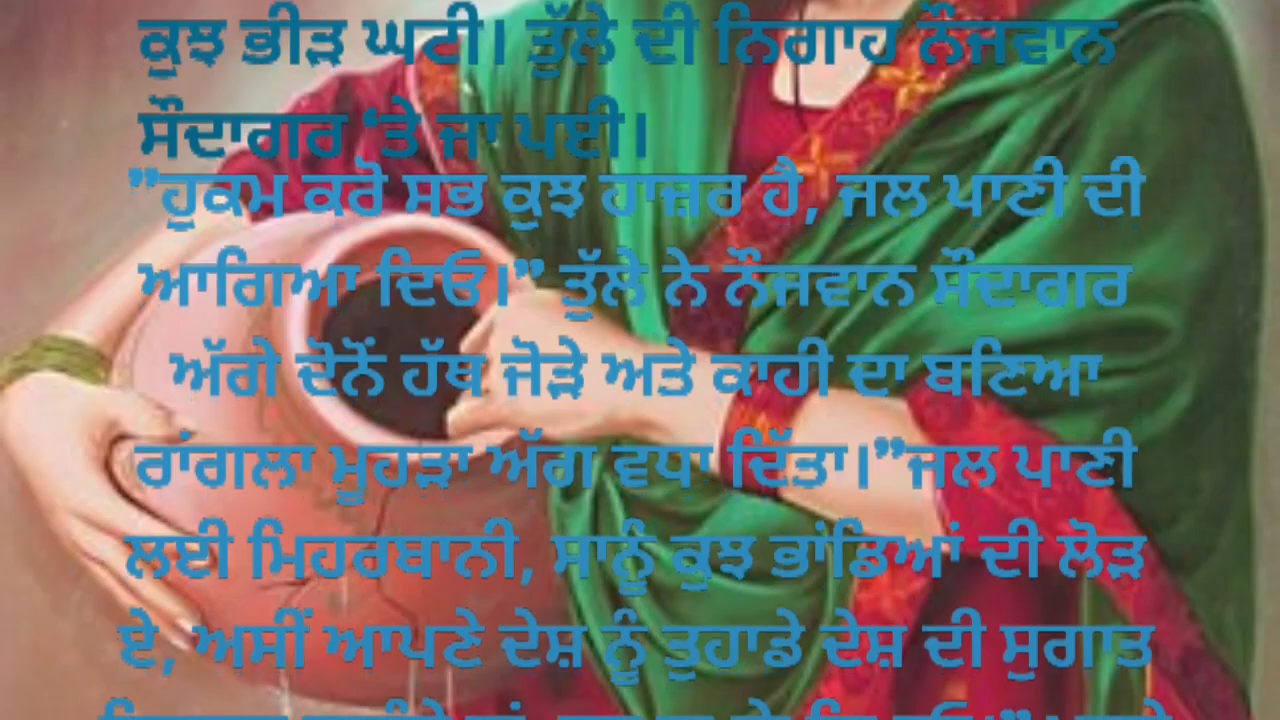 ਕੁਝ ਭੀੜ ਘਟੀ। ਤੁੱਲੇ ਦੀ ਨਿਗਾਹ ਨੌਜਵਾਨ
ਸੌਦਾਗਰ 'ਤੇ ਜਾ ਪਈ।
"ਹੁਕਮ ਕਰੋ ਸਭ ਕੁਝ ਹਾਜ਼ਰ ਹੈ, ਜਲ ਪਾਣੀ ਦੀ
ਆਗਿਆ ਦਿਓ।" ਤੁੱਲੇ ਨੇ ਨੌਜਵਾਨ ਸੌਦਾਗਰ
ਅੱਗੇ ਦੋਨੋਂ ਹੱਥ ਜੋੜੇ ਅਤੇ ਕਾਹੀ ਦਾ ਬਣਿਆ
ਰਾਂਗਲਾ ਮੂਹੜਾ ਅੱਗ ਵਧਾ ਦਿੱਤਾ।”ਜਲ ਪਾਣੀ
ਲਈ ਮਿਹਰਬਾਨੀ, ਸਾਨੂੰ ਕੁਝ ਭਾਂਡਿਆਂ ਦੀ ਲੋੜ
ਏ, ਅਸੀਂ ਆਪਣੇ ਦੇਸ਼ ਨੂੰ ਤੁਹਾਡੇ ਦੇਸ਼ ਦੀ ਸੁਗਾਤ